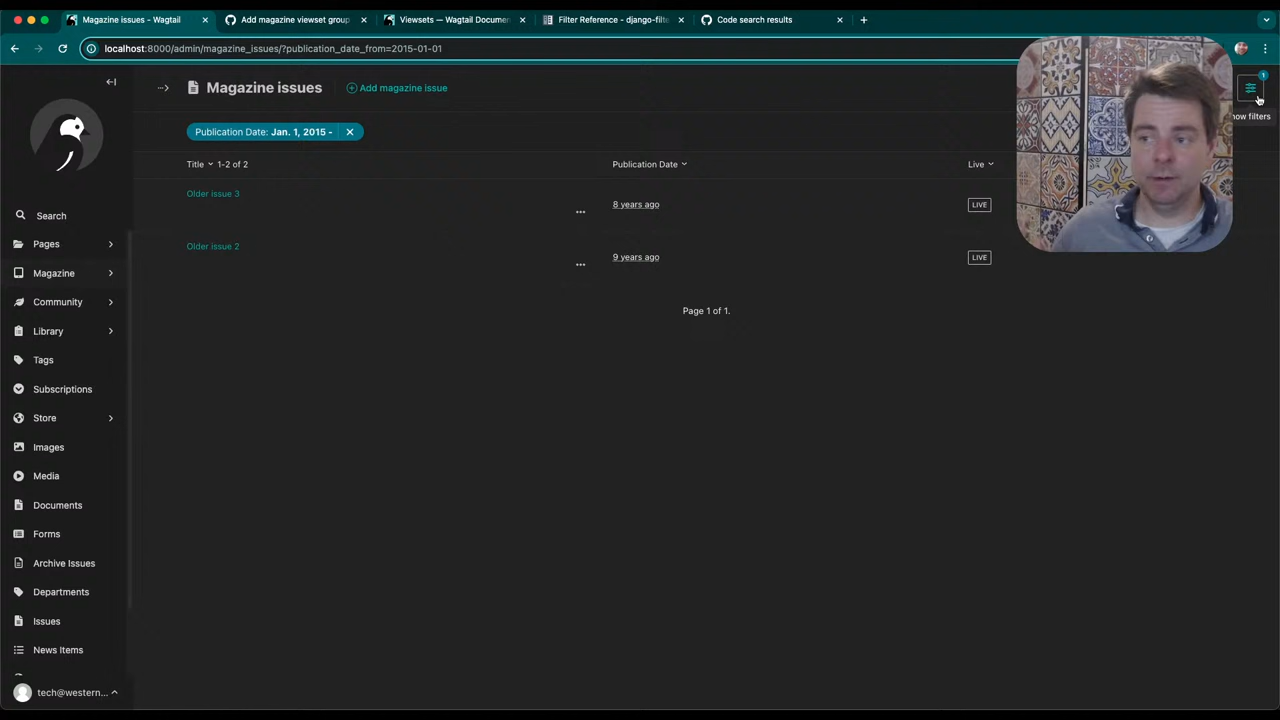 Magazine issues - Wagtail
Add magazine viewset group
Viewsets — Wagtail Documen
Filter Reference - django-filte
Code search results
localhost:8000/admin/magazine_issues/?publication_date_from=2015-01-01
Magazine issues
Add magazine issue
1
how filters
Publication Date: Jan. 1, 2015 -
Title 1-2 of 2
Publication Date
Live
Older issue 3
8 years ago
LIVE
Older issue 2
9 years ago
LIVE
Page 1 of 1.
Search
Pages
Magazine
Community
Library
Tags
Subscriptions
Store
Images
Media
Documents
Forms
Archive Issues
Departments
Issues
News Items
tech@western...